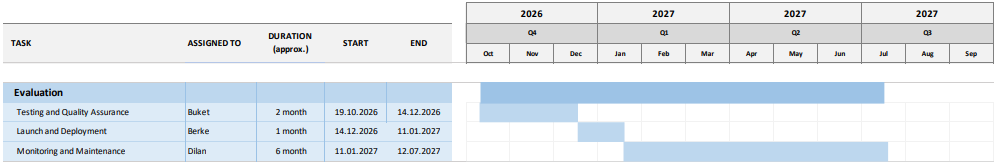 2026 2027 2027 2027
TASK ASSIGNED TO DURATION (approx.) START END Q4 Q1 Q2 Q3
Oct Nov Dec Jan Feb Mar Apr May Jun Jul Aug Sep
Evaluation
Testing and Quality Assurance Buket 2 month 19.10.2026 14.12.2026
Launch and Deployment Berke 1 month 14.12.2026 11.01.2027
Monitoring and Maintenance Dilan 6 month 11.01.2027 12.07.2027